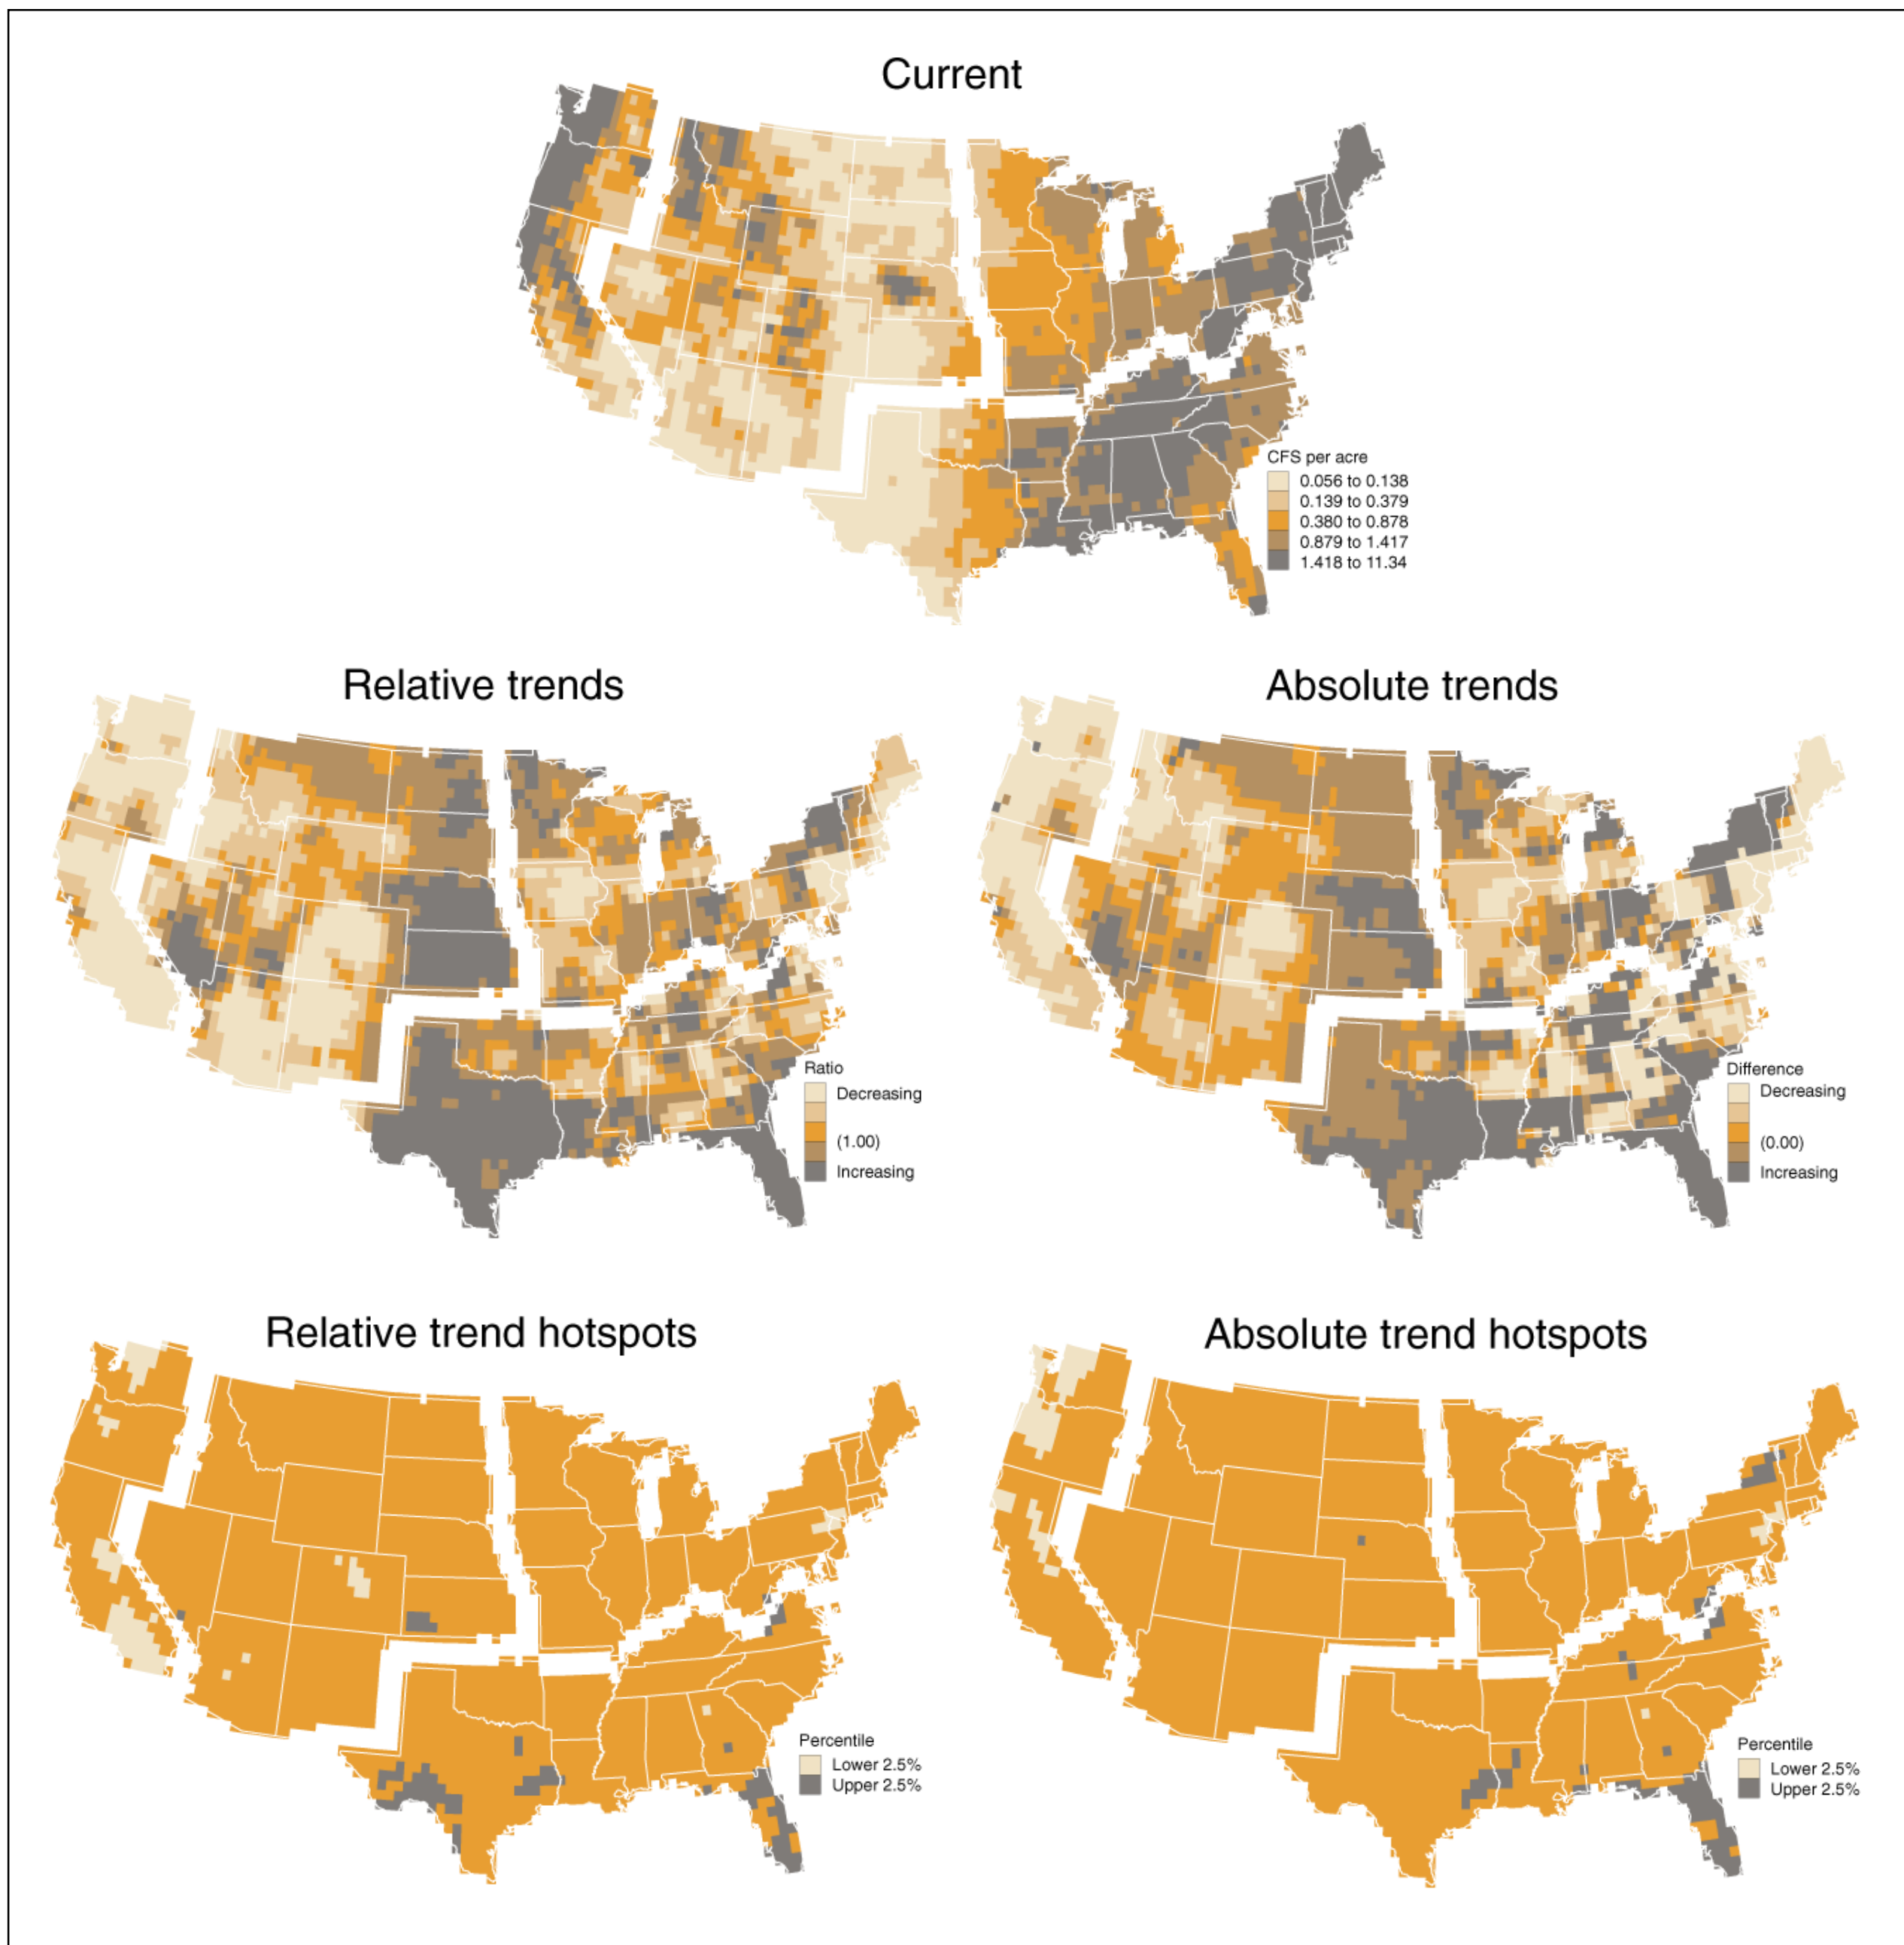 Current
CFS per acre
0.056 to 0.138
0.139 to 0.379
0.380 to 0.878
0.879 to 1.417
1.418 to 11.34
Relative trends
Ratio
Decreasing
(1.00)
Increasing
Absolute trends
Difference
Decreasing
(0.00)
Increasing
Relative trend hotspots
Percentile
Lower 2.5%
Upper 2.5%
Absolute trend hotspots
Percentile
Lower 2.5%
Upper 2.5%